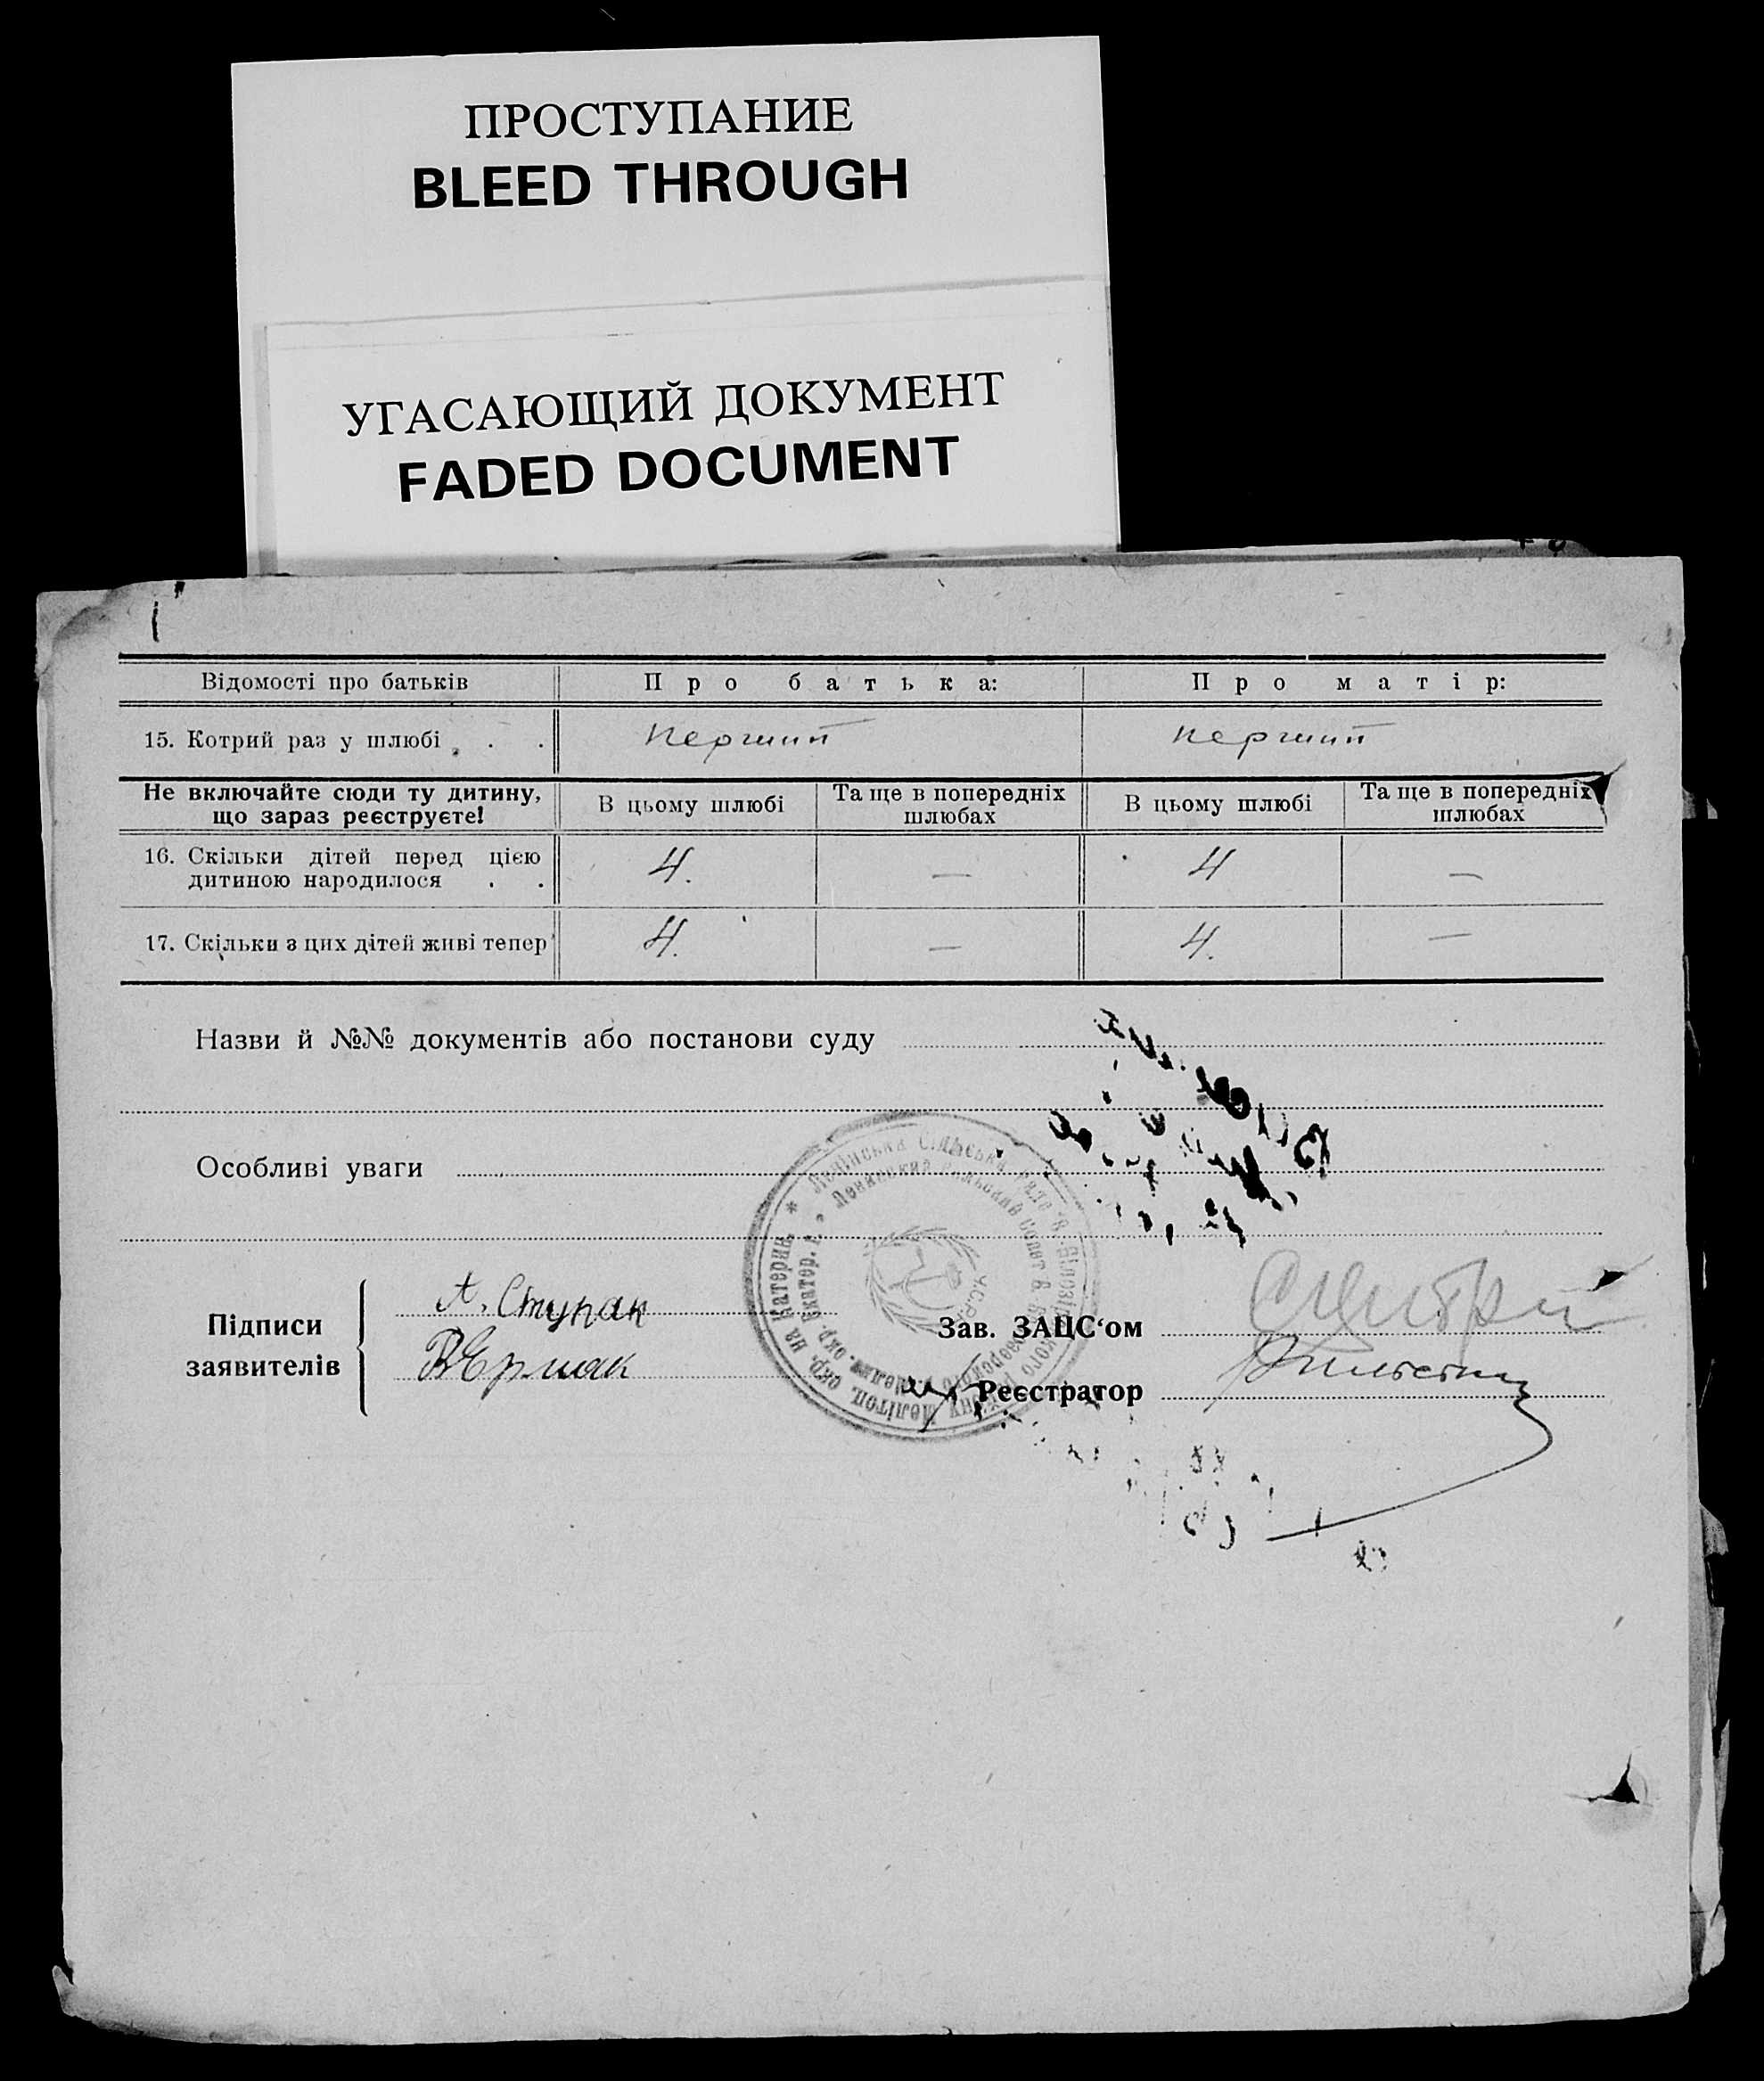 ПРОСТУПАНИЕ
BLEED THROUGH
УГАСАЮЩИЙ ДОКУМЕНТ
FADED DOCUMENT
Відомості про батьків Про батька: Про матір:
15. Котрий раз у шлюбі . . . перший перший
Не включайте сюди ту дитину, що зараз реєструєте! В цьому шлюбі Та ще в попередніх шлюбах В цьому шлюбі Та ще в попередніх шлюбах
16. Скільки дітей перед цією
дитиною народилося . . 4. — 4 —
17. Скільки з цих дітей живі тепер 4. — 4. —
Назви й №№ документів або постанови суду
Особливі уваги
Підписи
заявителів
А. Ступак
ВЕрмак
Зав. ЗАЦС‘ом
Реєстратор
У.С.Р.Р.